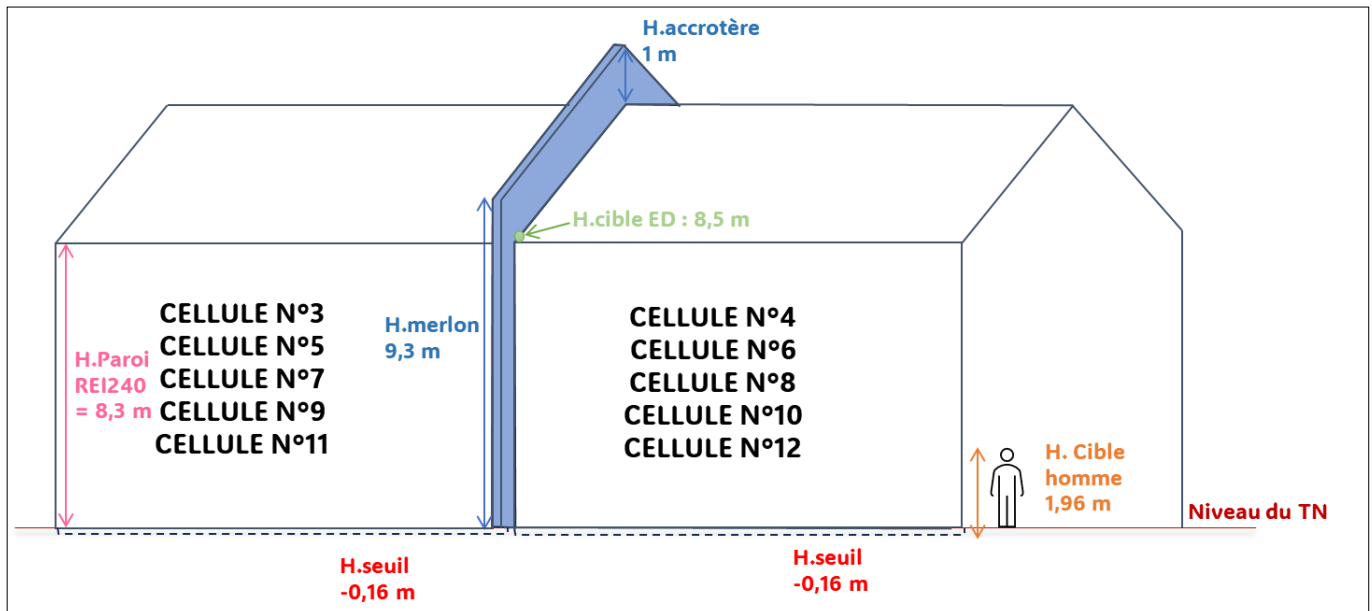 H.accrotère
1 m
H.cible ED : 8,5 m
CELLULE N°3
CELLULE N°5
CELLULE N°7
CELLULE N°9
CELLULE N°11
H.Paroi
REI240
= 8,3 m
H.merlon
9,3 m
CELLULE N°4
CELLULE N°6
CELLULE N°8
CELLULE N°10
CELLULE N°12
H. Cible
homme
1,96 m
Niveau du TN
H.seuil
-0,16 m
H.seuil
-0,16 m